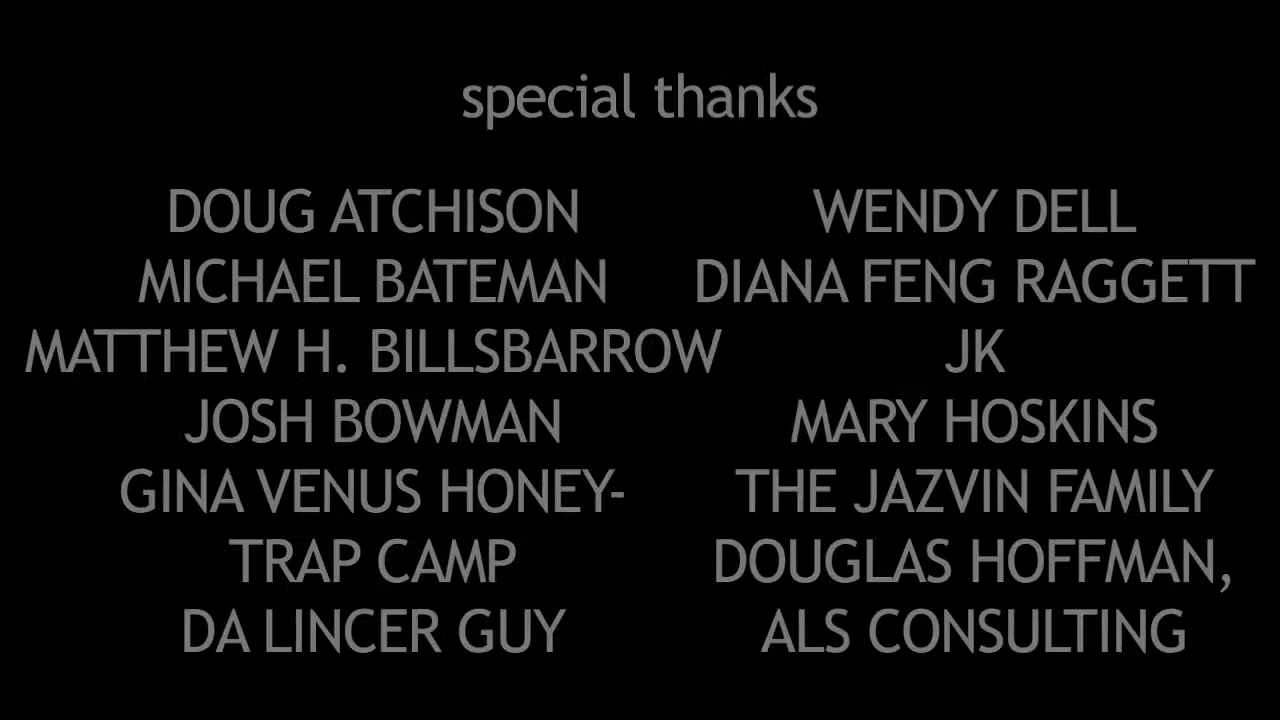 special thanks
DOUG ATCHISON
MICHAEL BATEMAN
MATTHEW H. BILLSBARROW
JOSH BOWMAN
GINA VENUS HONEY-
TRAP CAMP
DA LINCER GUY
WENDY DELL
DIANA FENG RAGGETT
JK
MARY HOSKINS
THE JAZVIN FAMILY
DOUGLAS HOFFMAN,
ALS CONSULTING